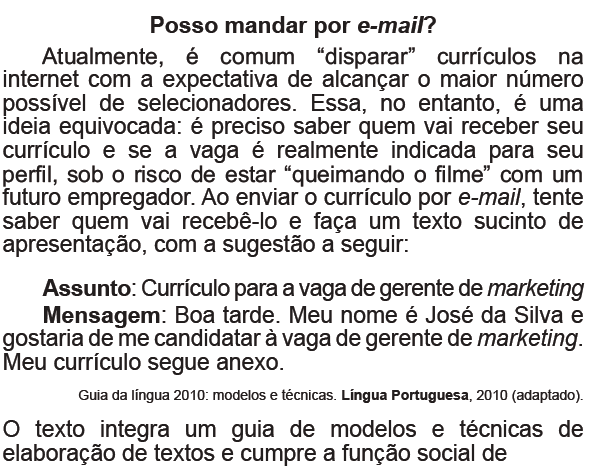 Posso mandar por e-mail?
Atualmente, é comum “disparar” currículos na
internet com a expectativa de alcançar o maior número
possível de selecionadores. Essa, no entanto, é uma
ideia equivocada: é preciso saber quem vai receber seu
currículo e se a vaga é realmente indicada para seu
perfil, sob o risco de estar “queimando o filme” com um
futuro empregador. Ao enviar o currículo por e-mail, tente
saber quem vai recebê-lo e faça um texto sucinto de
apresentação, com a sugestão a seguir:
Assunto: Currículo para a vaga de gerente de marketing
Mensagem: Boa tarde. Meu nome é José da Silva e
gostaria de me candidatar à vaga de gerente de marketing.
Meu currículo segue anexo.
Guia da língua 2010: modelos e técnicas. Língua Portuguesa, 2010 (adaptado).
O texto integra um guia de modelos e técnicas de
elaboração de textos e cumpre a função social de